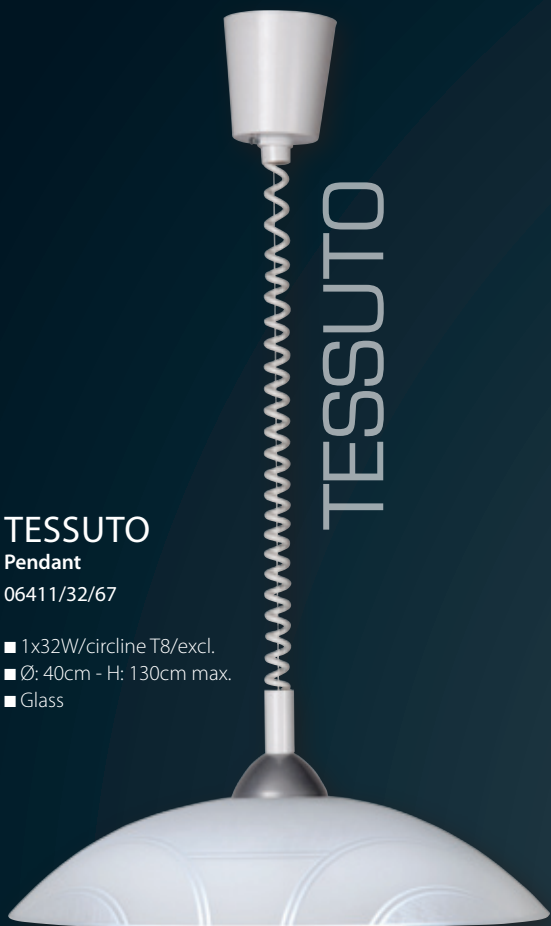 TESSUTO
TESSUTO
Pendant
06411/32/67
■ 1x32W/circline T8/excl.
■ Ø: 40cm - H: 130cm max.
■ Glass